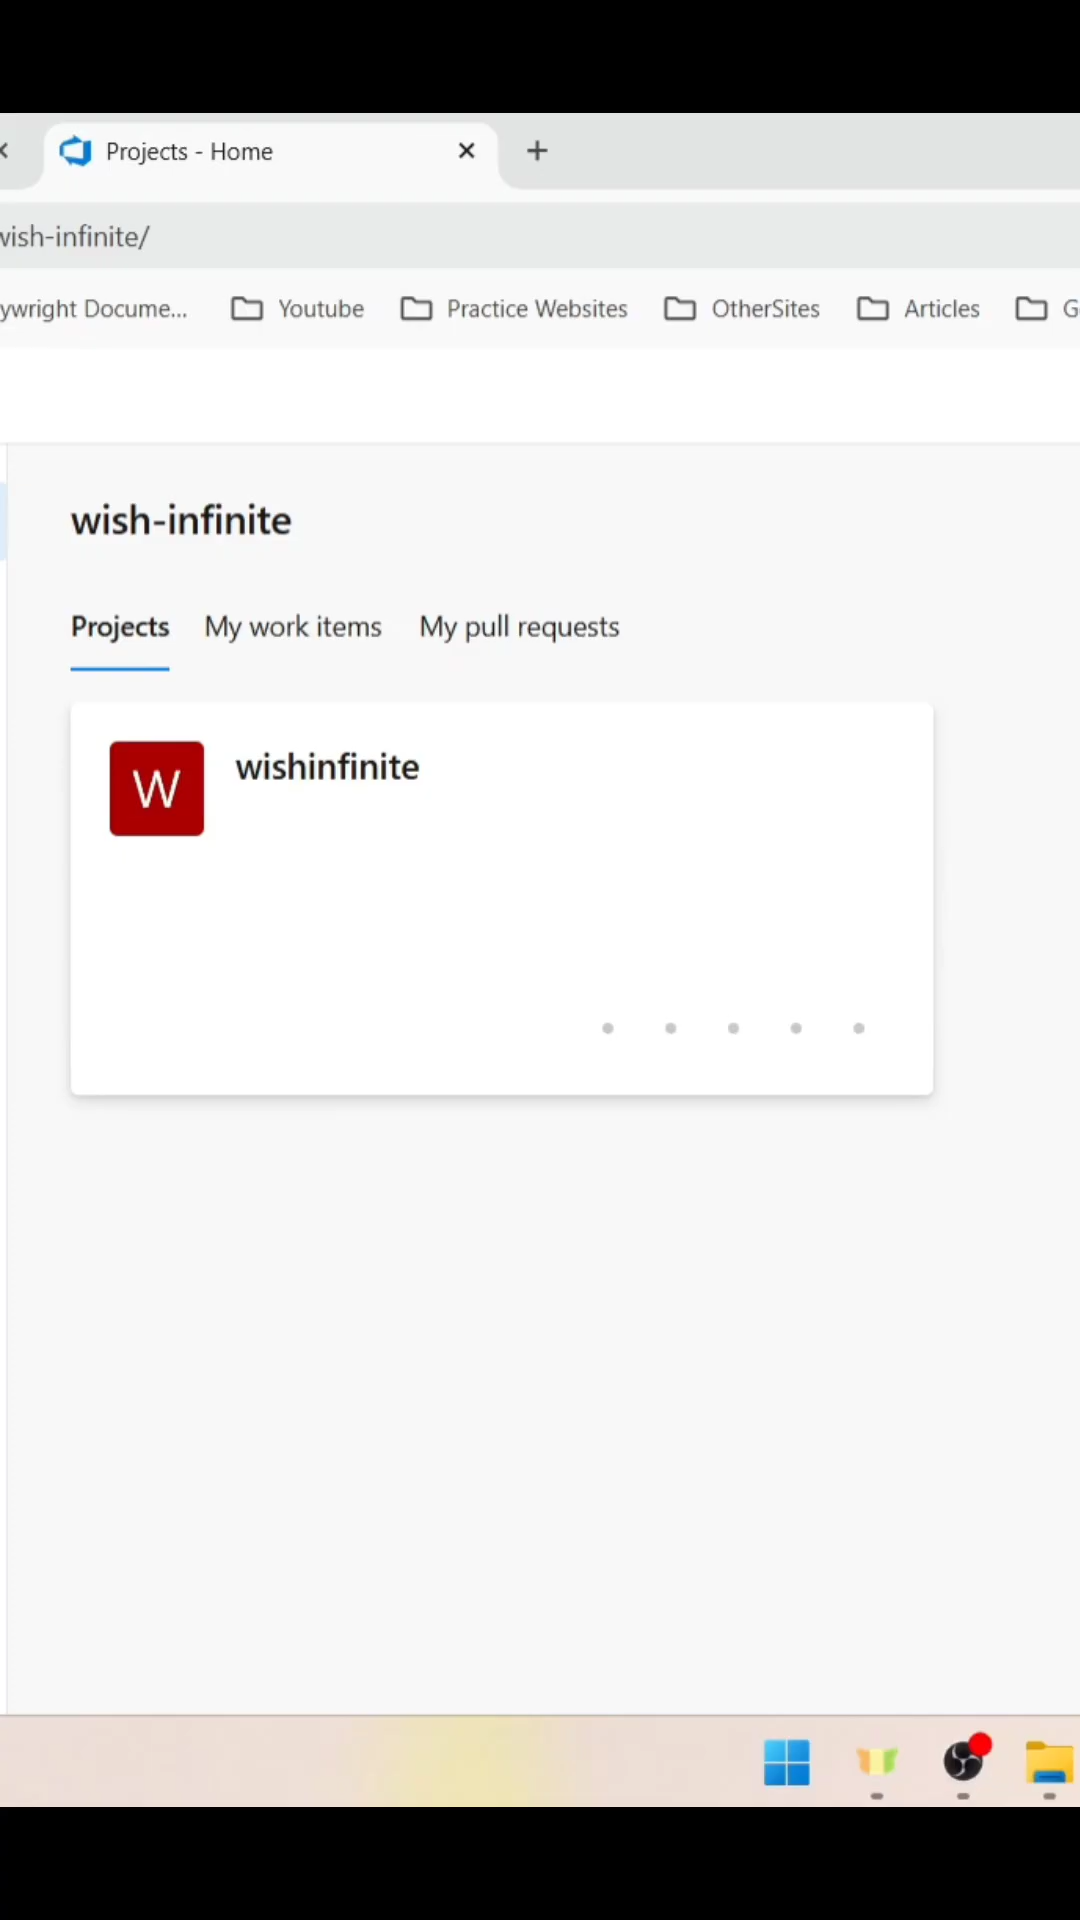 Projects - Home
wish-infinite/
ywright Docume... Youtube Practice Websites OtherSites Articles G
wish-infinite
Projects My work items My pull requests
W wishinfinite